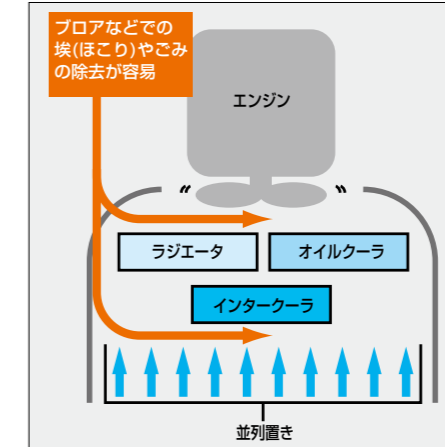 ブロアなどでの
埃(ほこり)やごみ
の除去が容易
エンジン
ラジエータ
オイルクーラ
インタークーラ
並列置き